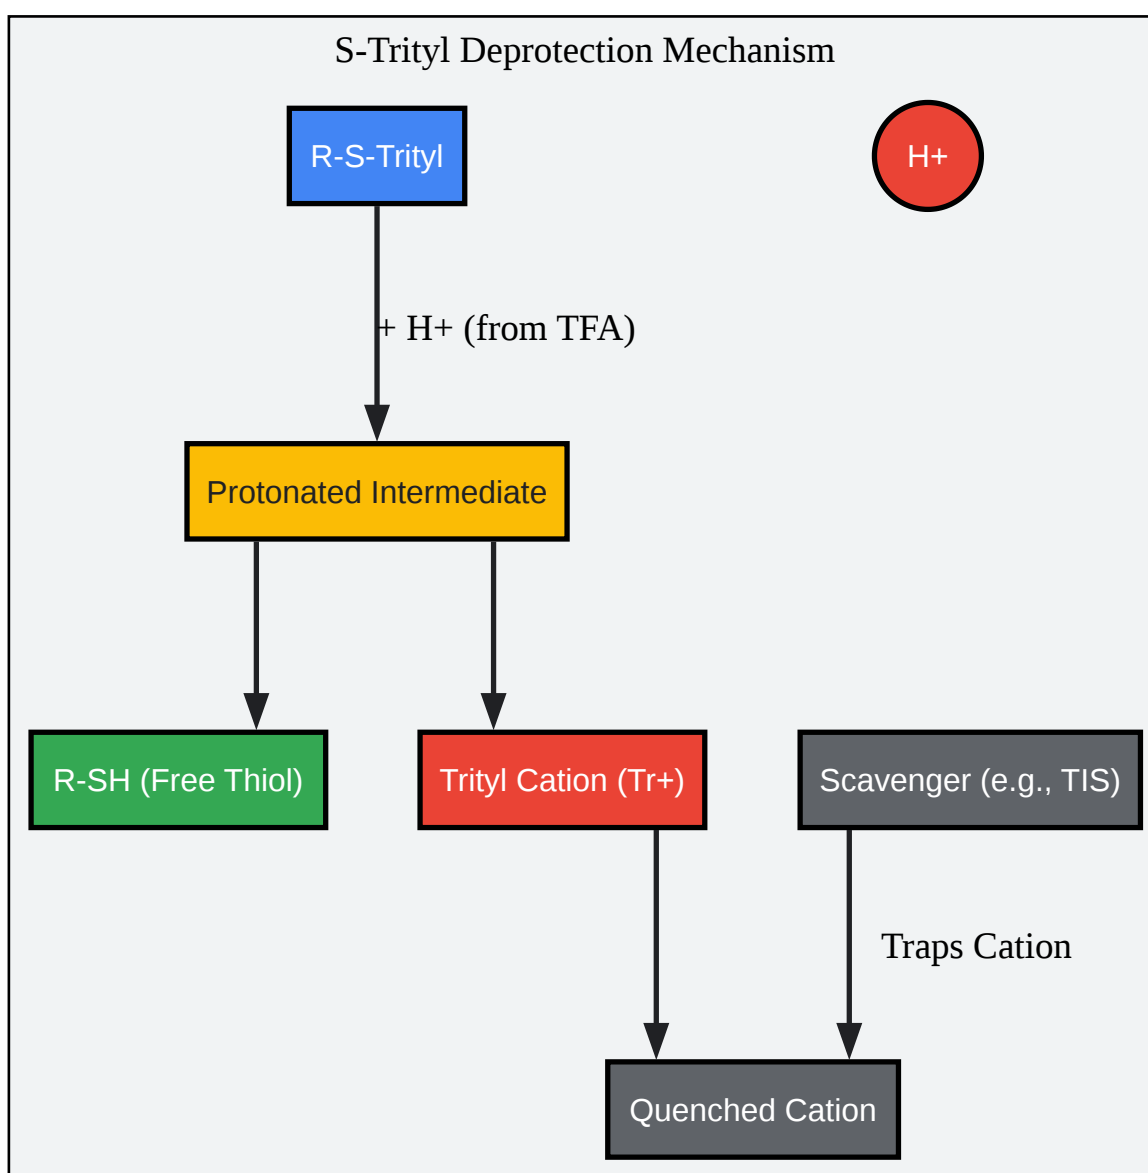 S-Trityl Deprotection Mechanism
R-S-Trityl
H+
+ H+ (from TFA)
Protonated Intermediate
R-SH (Free Thiol)
Trityl Cation (Tr+)
Scavenger (e.g., TIS)
Traps Cation
Quenched Cation